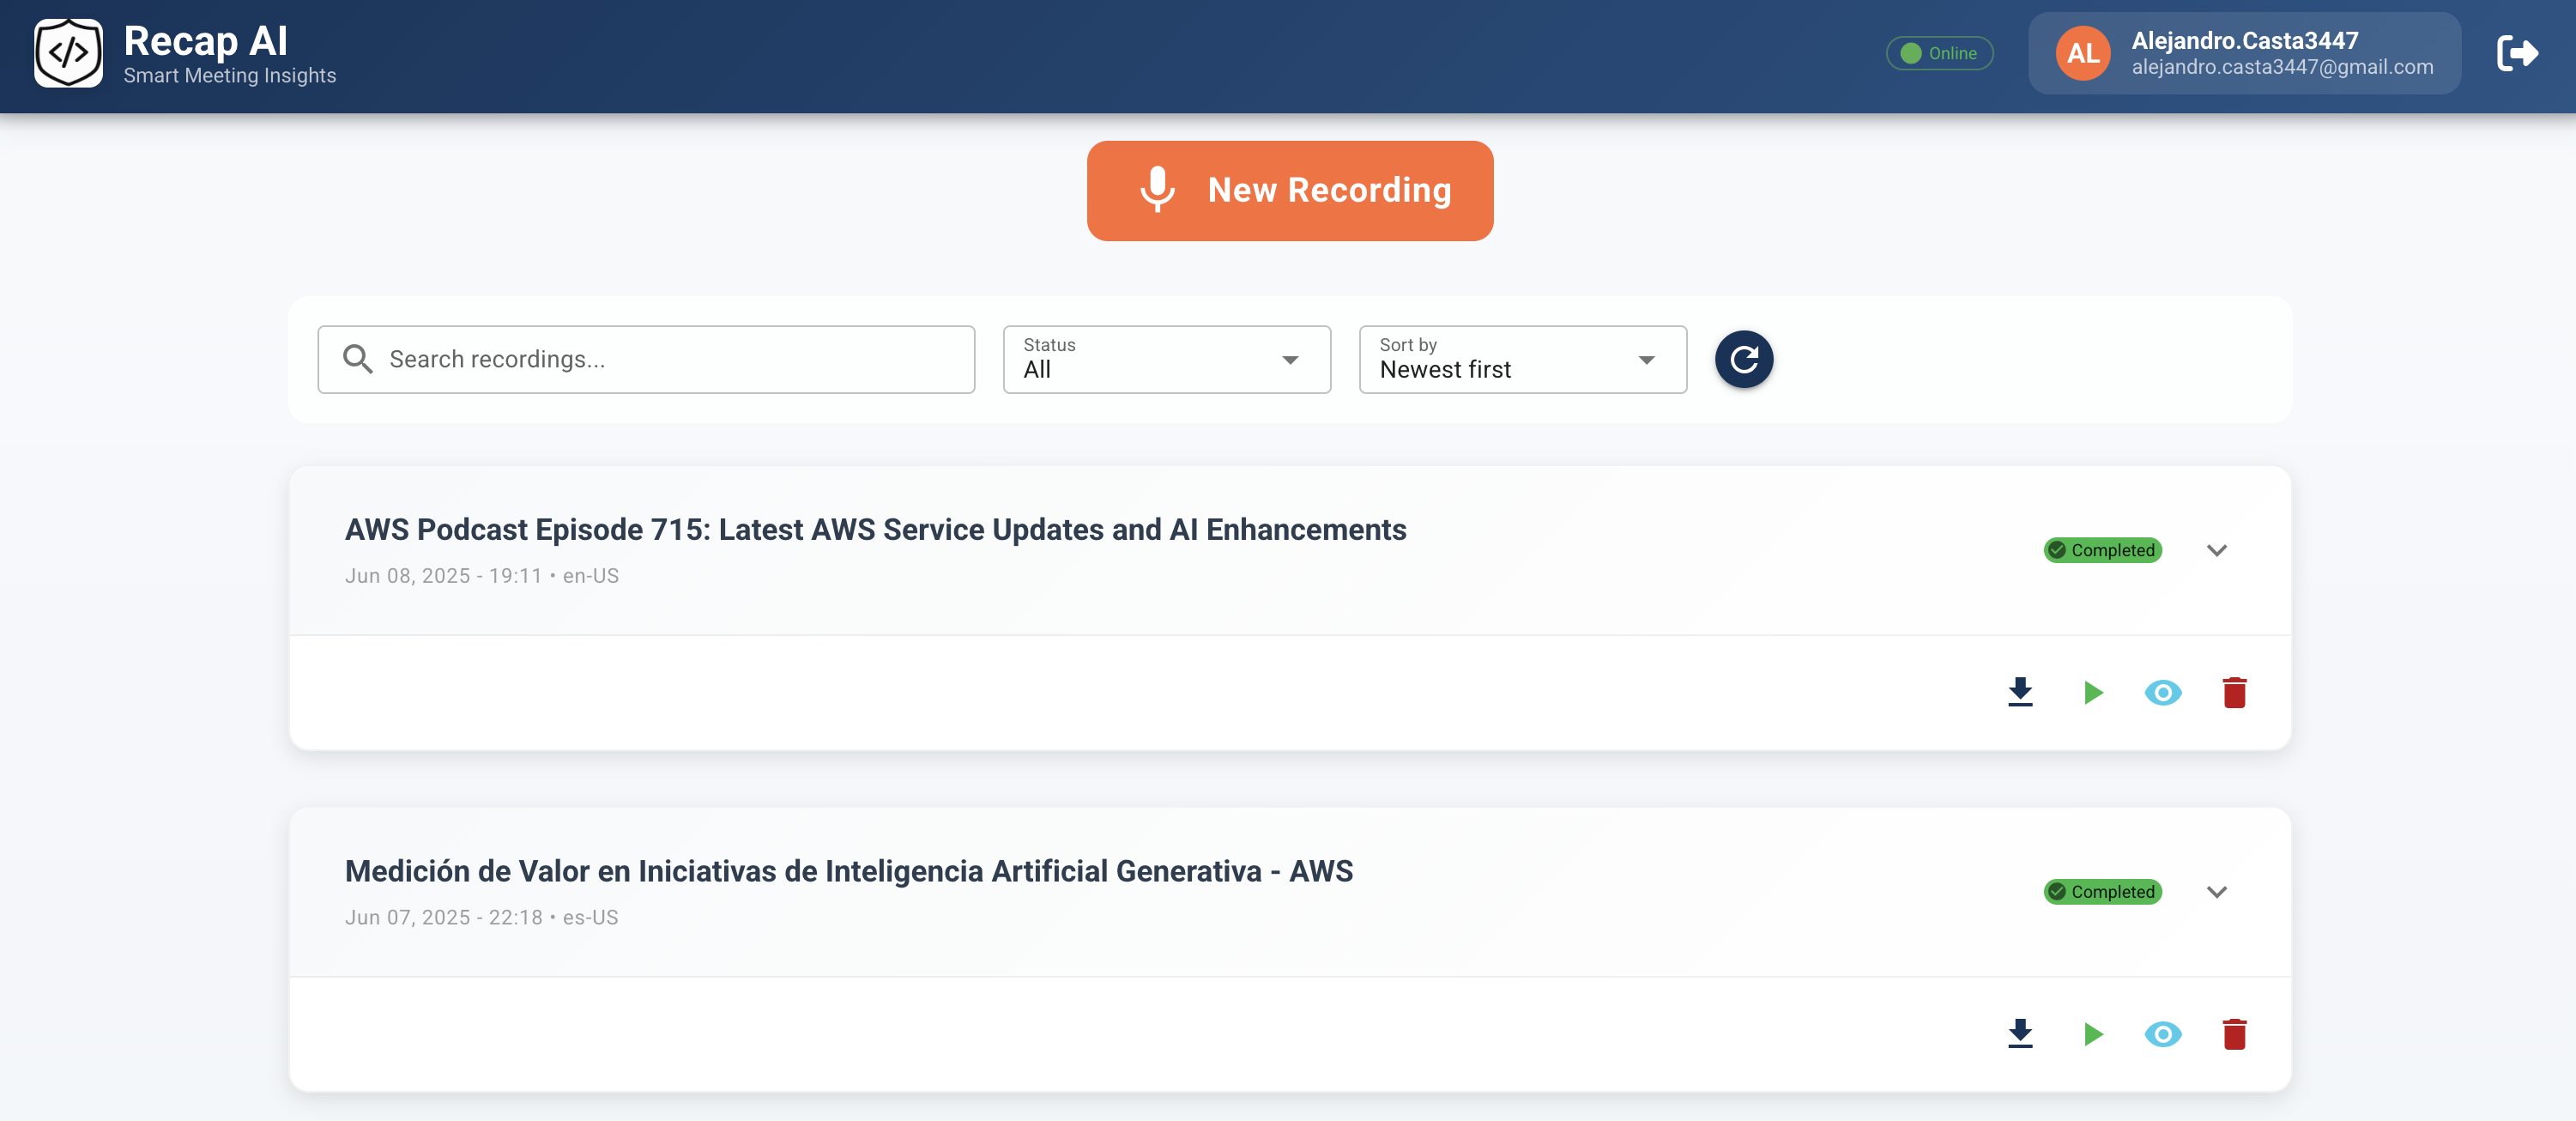 </>
Recap AI
Smart Meeting Insights
Online
AL
Alejandro.Casta3447
alejandro.casta3447@gmail.com
New Recording
Search recordings...
Status
All
Sort by
Newest first
AWS Podcast Episode 715: Latest AWS Service Updates and AI Enhancements
Jun 08, 2025 - 19:11 • en-US
Completed
Medición de Valor en Iniciativas de Inteligencia Artificial Generativa - AWS
Jun 07, 2025 - 22:18 • es-US
Completed